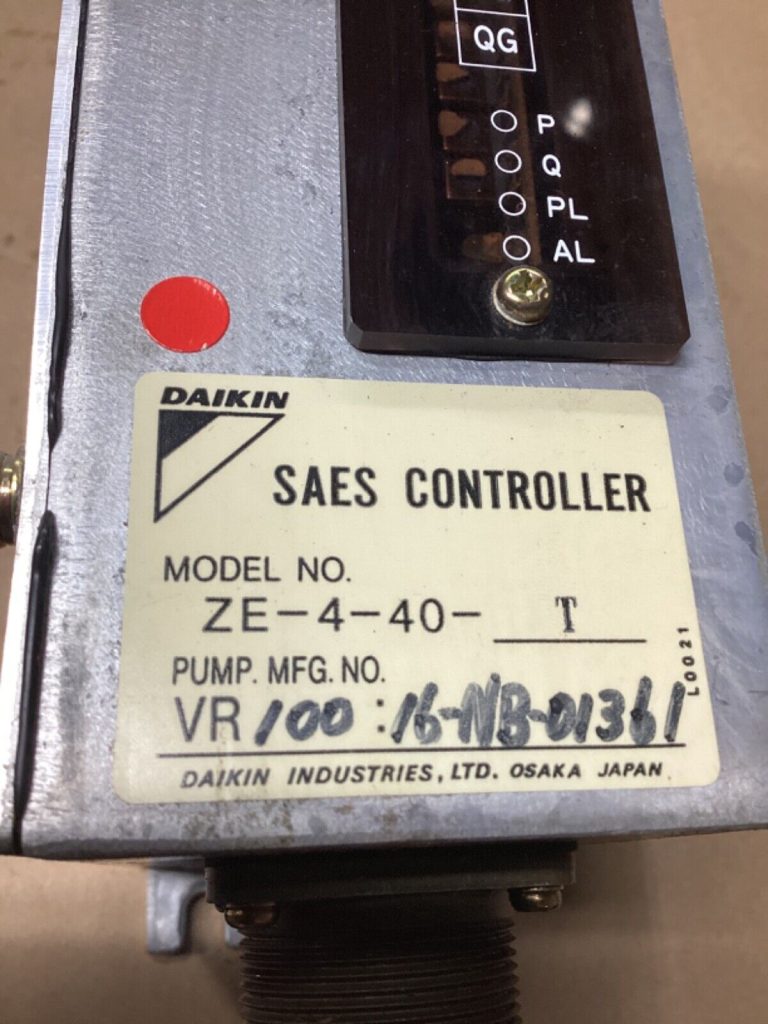 QG
P
Q
PL
AL
DAIKIN
SAES CONTROLLER
MODEL NO.
ZE-4-40- T
PUMP. MFG. NO.
VR 100 : 16-NB-01361
L0021
DAIKIN INDUSTRIES, LTD. OSAKA JAPAN.